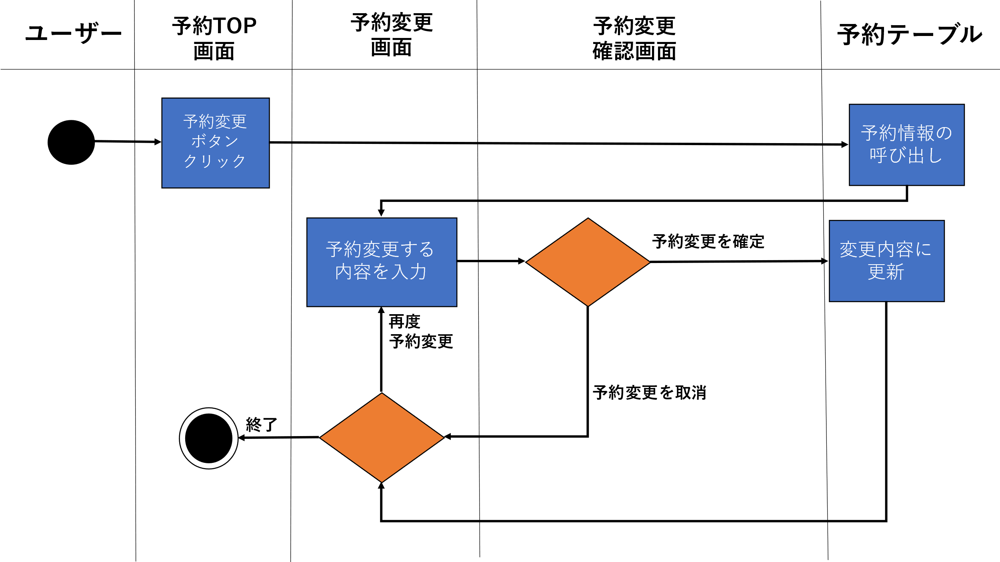 ユーザー
予約TOP
画面
予約変更
画面
予約変更
確認画面
予約テーブル
予約変更
ボタン
クリック
予約情報の
呼び出し
予約変更する
内容を入力
予約変更を確定
変更内容に
更新
再度
予約変更
予約変更を取消
終了